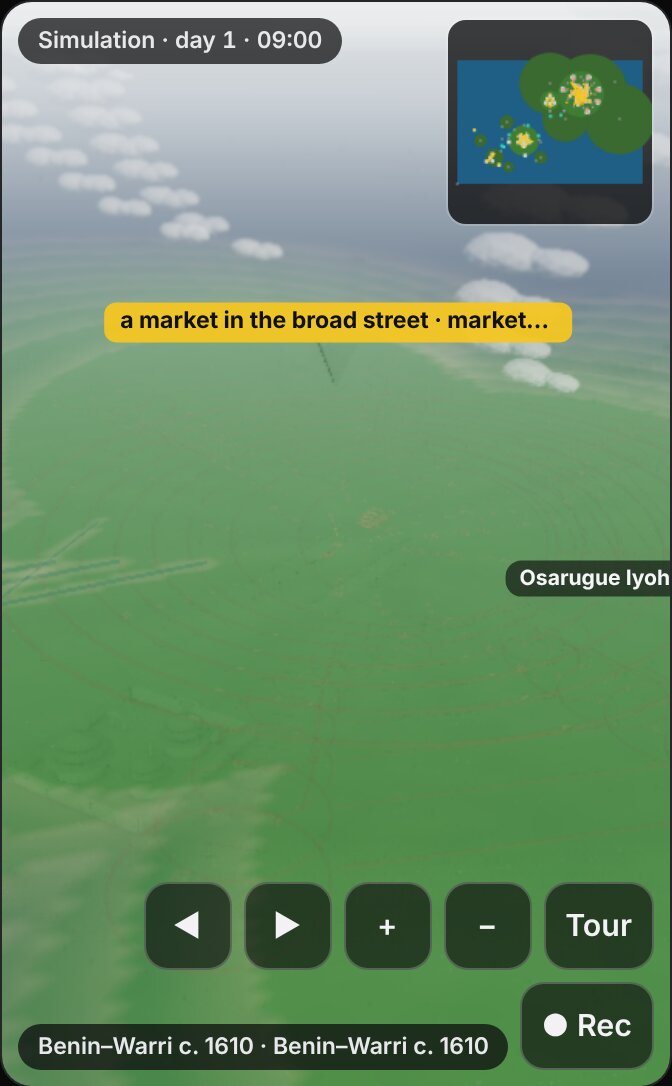 Simulation · day 1 · 09:00
a market in the broad street · market…
Osarugue Iyoh
+
−
Tour
Rec
Benin–Warri c. 1610 · Benin–Warri c. 1610